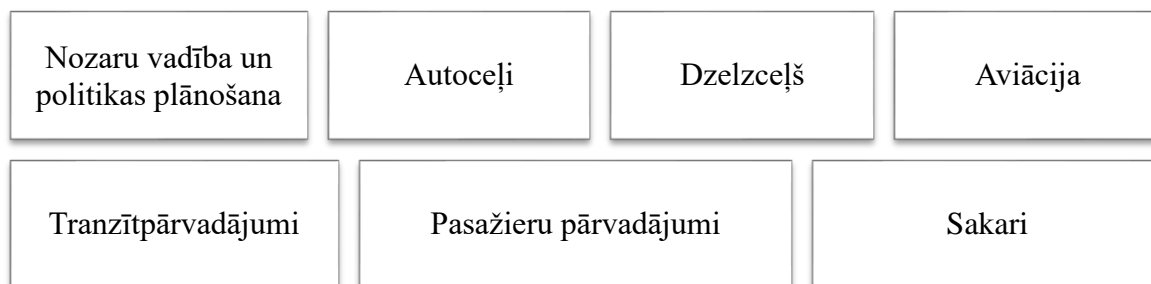 Nozaru vadība un
politikas plānošana
Autoceļi
Dzelzceļš
Aviācija
Tranzītpārvadājumi
Pasažieru pārvadājumi
Sakari